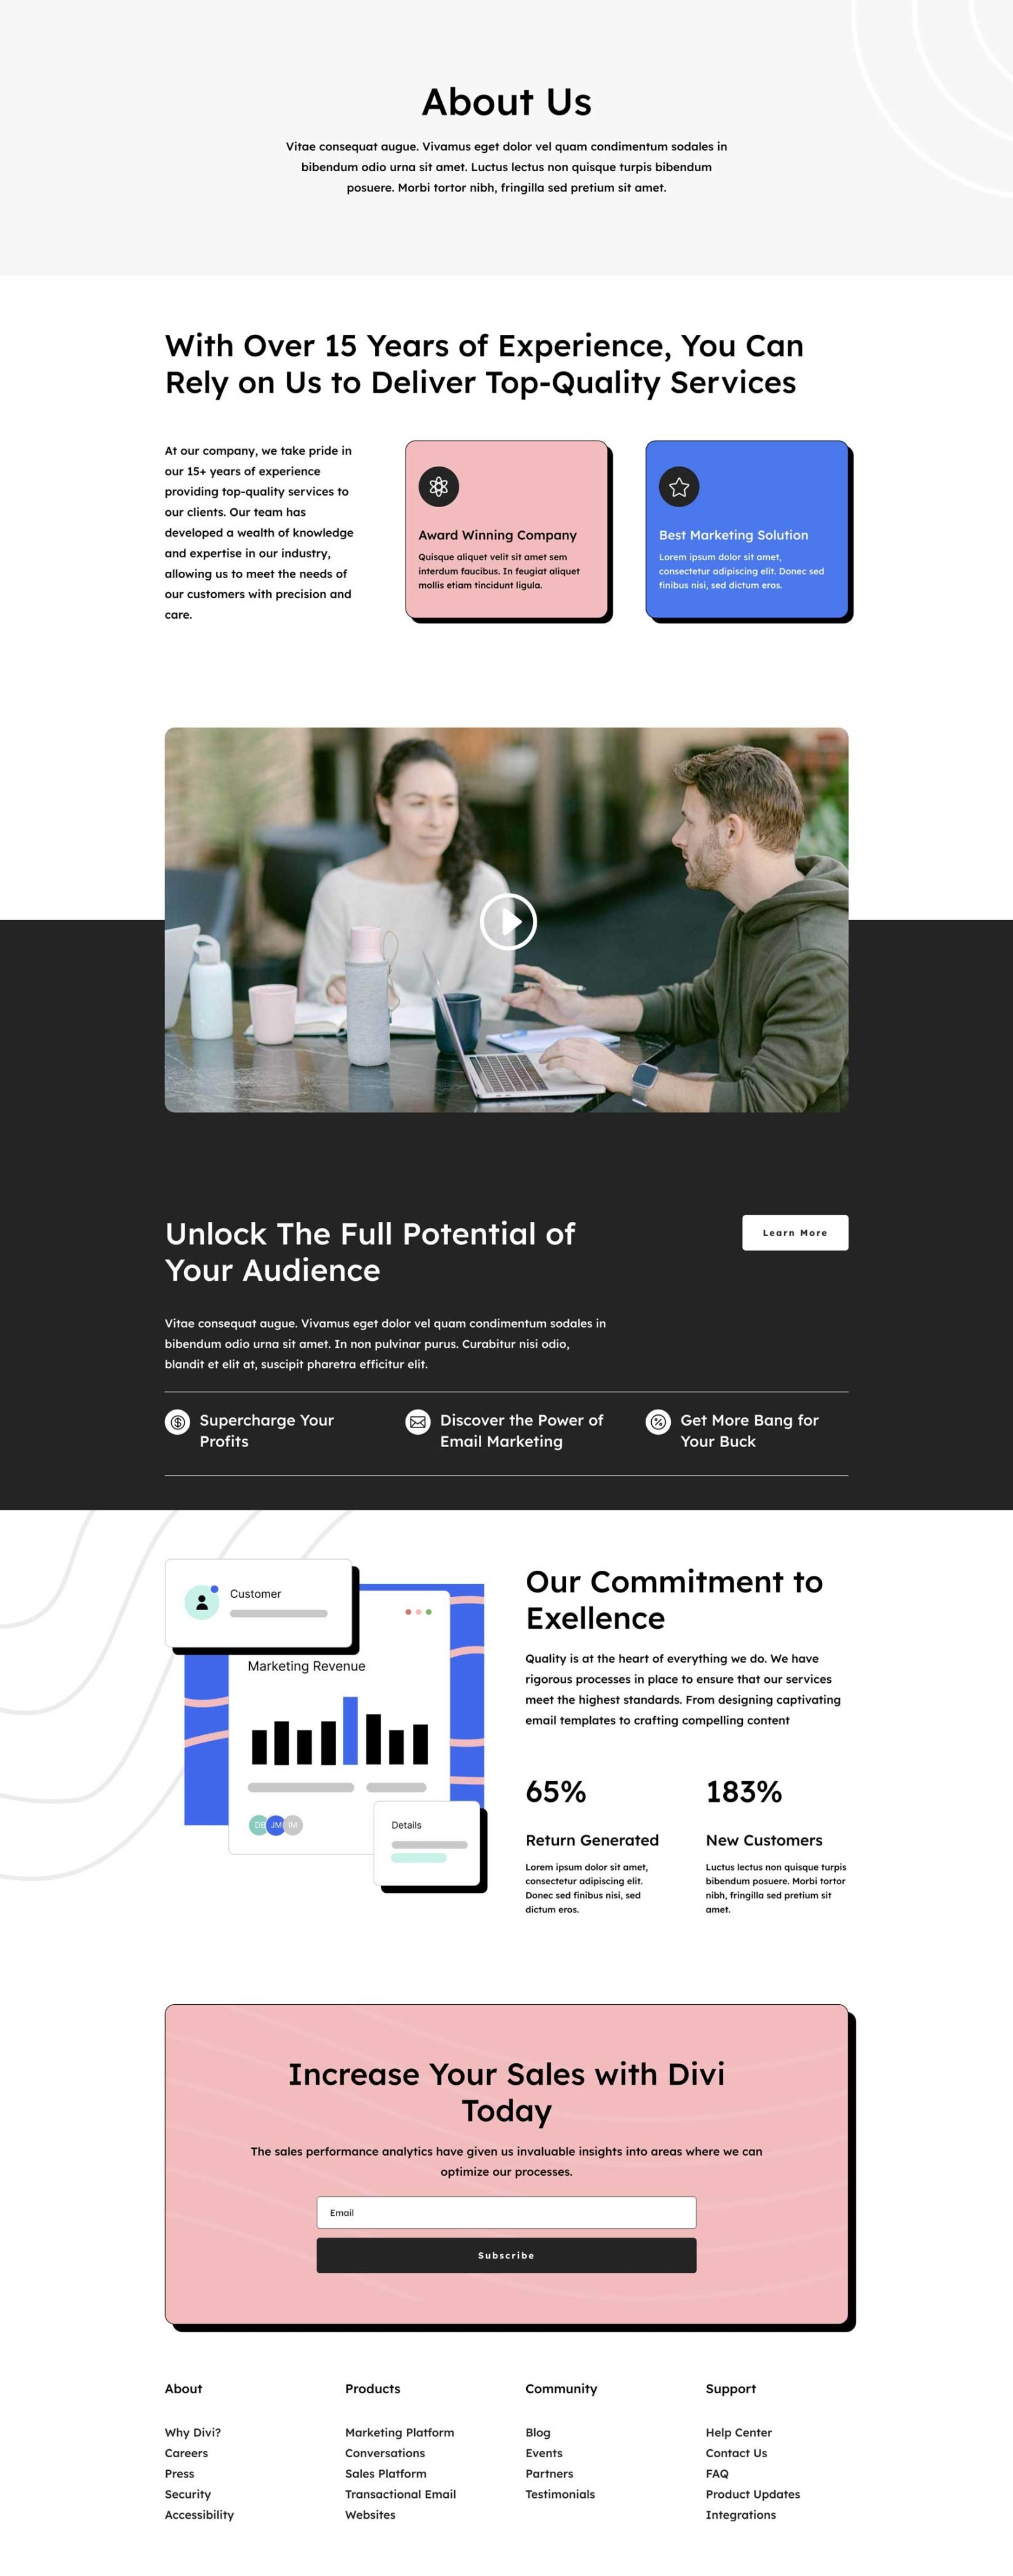 About Us
Vitae consequat augue. Vivamus eget dolor vel quam condimentum sodales in
bibendum odio urna sit amet. Luctus lectus non quisque turpis bibendum
posuere. Morbi tortor nibh, fringilla sed pretium sit amet.
With Over 15 Years of Experience, You Can
Rely on Us to Deliver Top-Quality Services
At our company, we take pride in
our 15+ years of experience
providing top-quality services to
our clients. Our team has
developed a wealth of knowledge
and expertise in our industry,
allowing us to meet the needs of
our customers with precision and
care.
Award Winning Company
Quisque aliquet velit sit amet sem
interdum faucibus. In feugiat aliquet
mollis etiam tincidunt ligula.
Best Marketing Solution
Lorem ipsum dolor sit amet,
consectetur adipiscing elit. Donec sed
finibus nisi, sed dictum eros.
Unlock The Full Potential of
Your Audience
Learn More
Vitae consequat augue. Vivamus eget dolor vel quam condimentum sodales in
bibendum odio urna sit amet. In non pulvinar purus. Curabitur nisi odio,
blandit et elit at, suscipit pharetra efficitur elit.
Supercharge Your
Profits
Discover the Power of
Email Marketing
Get More Bang for
Your Buck
Customer
Marketing Revenue
DB JM IM
Details
Our Commitment to
Exellence
Quality is at the heart of everything we do. We have
rigorous processes in place to ensure that our services
meet the highest standards. From designing captivating
email templates to crafting compelling content
65%
Return Generated
Lorem ipsum dolor sit amet,
consectetur adipiscing elit.
Donec sed finibus nisi, sed
dictum eros.
183%
New Customers
Luctus lectus non quisque turpis
bibendum posuere. Morbi tortor
nibh, fringilla sed pretium sit
amet.
Increase Your Sales with Divi
Today
The sales performance analytics have given us invaluable insights into areas where we can
optimize our processes.
Email
Subscribe
About
Why Divi?
Careers
Press
Security
Accessibility
Products
Marketing Platform
Conversations
Sales Platform
Transactional Email
Websites
Community
Blog
Events
Partners
Testimonials
Support
Help Center
Contact Us
FAQ
Product Updates
Integrations